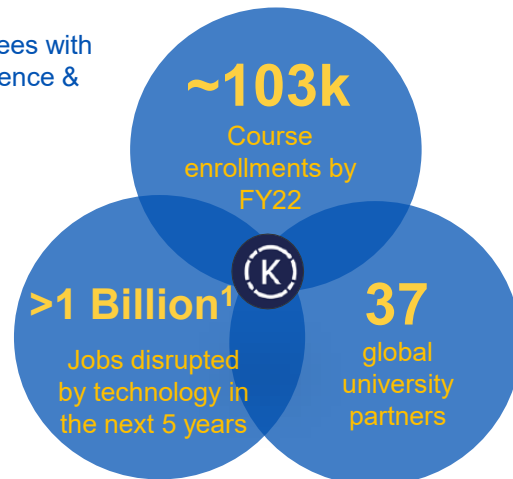 ees with
ence &
~103k
Course
enrollments by
FY22
K
>1 Billion¹
Jobs disrupted
by technology in
the next 5 years
37
global
university
partners